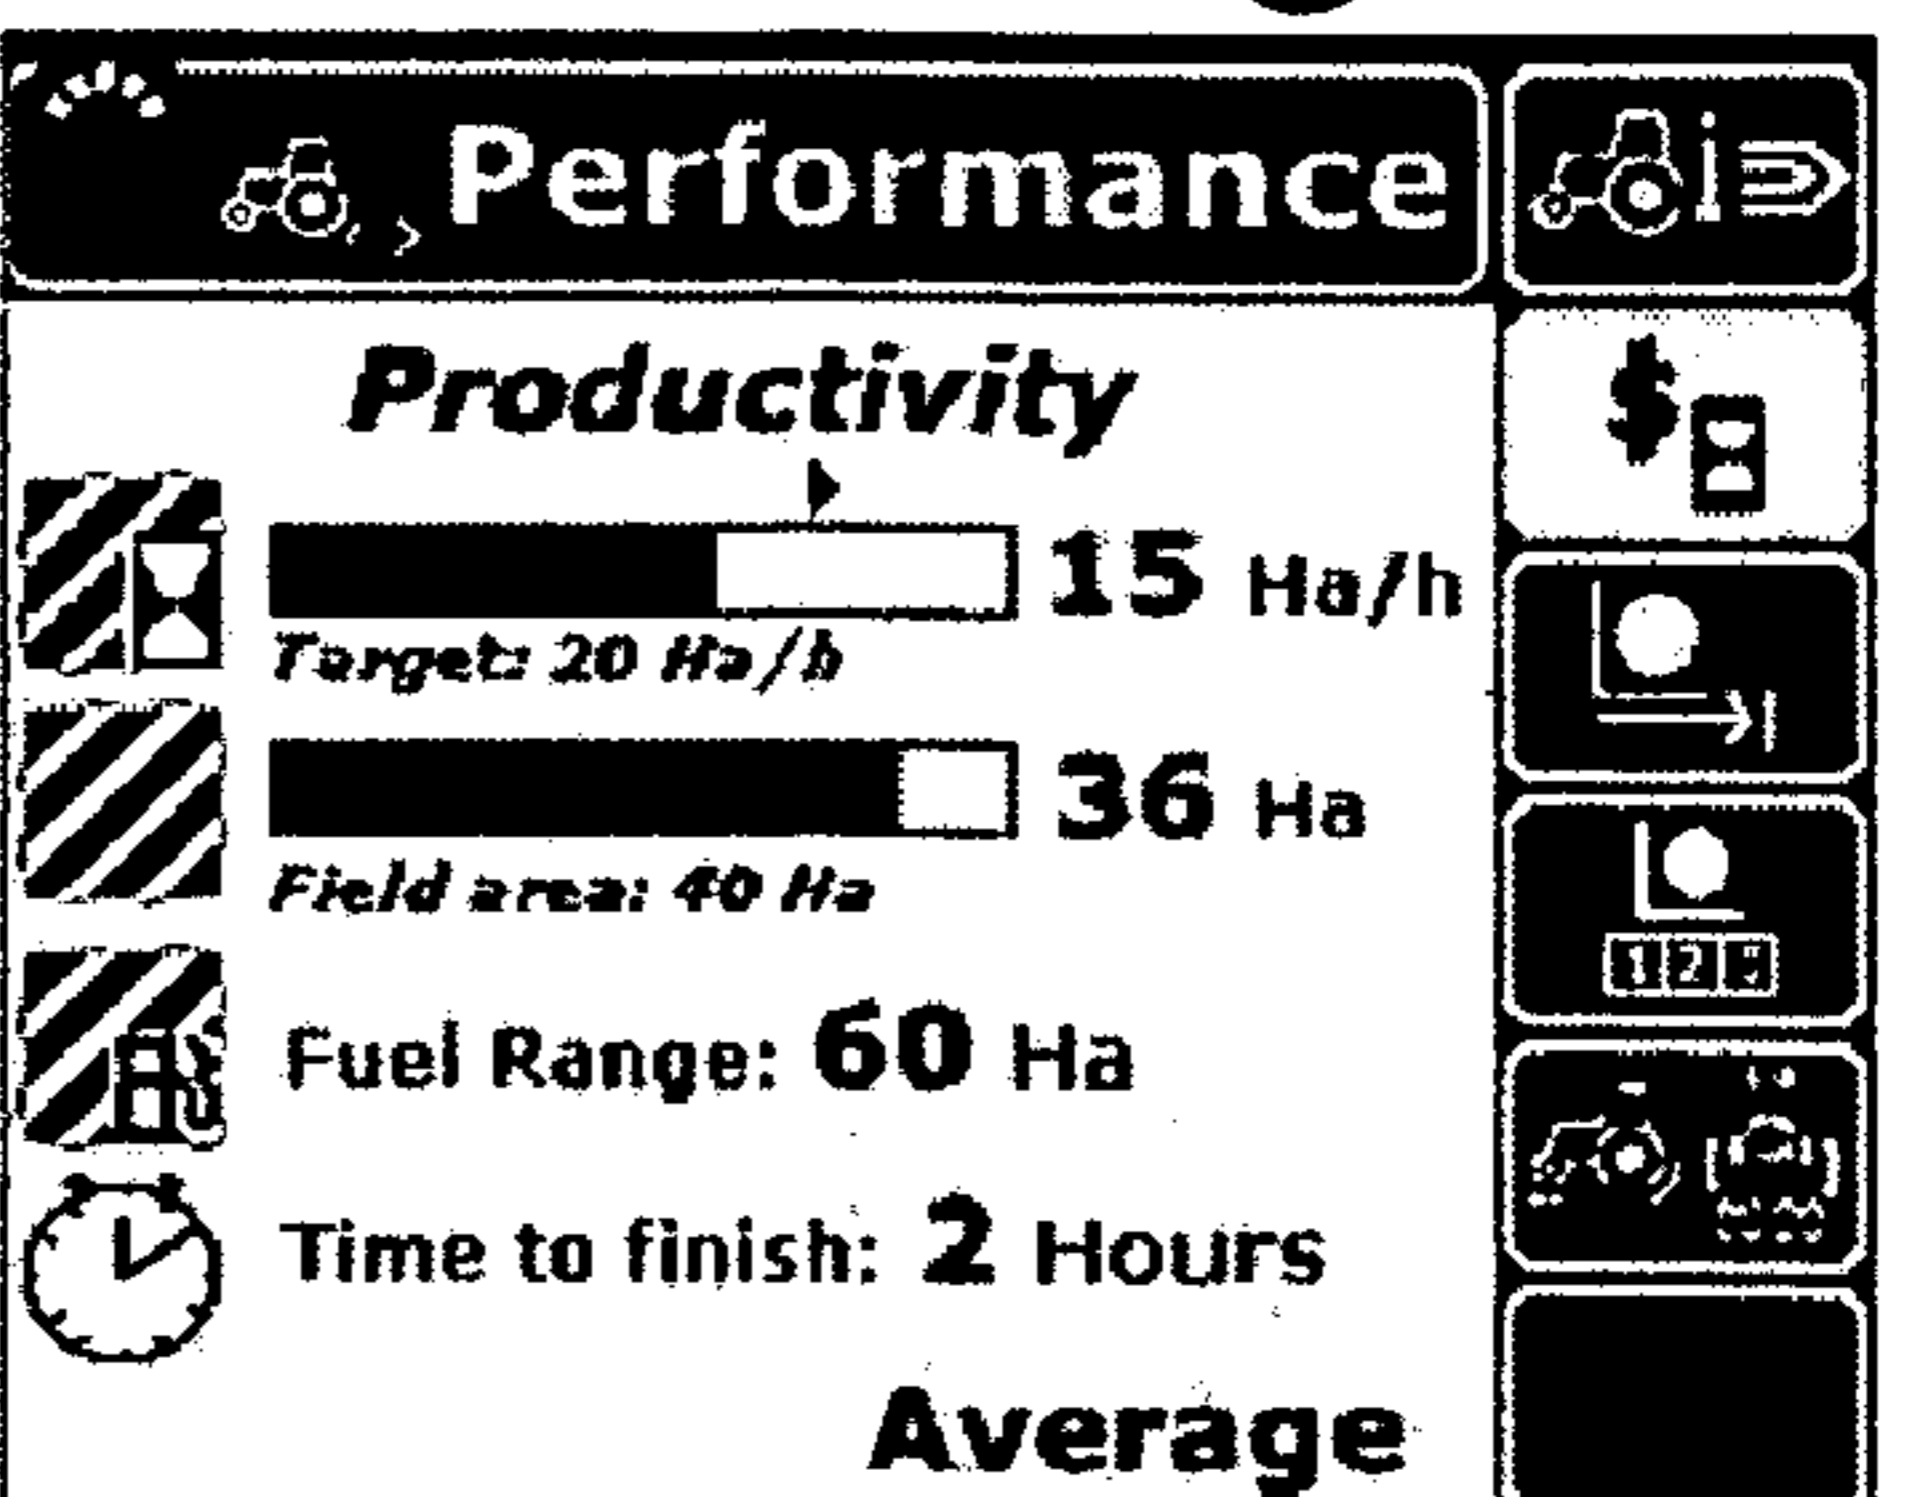 Performance
i
Productivity
$
15 Ha/h
Target: 20 Ha/h
36 Ha
Field area: 40 Ha
Fuel Range: 60 Ha
Time to finish: 2 Hours
Average